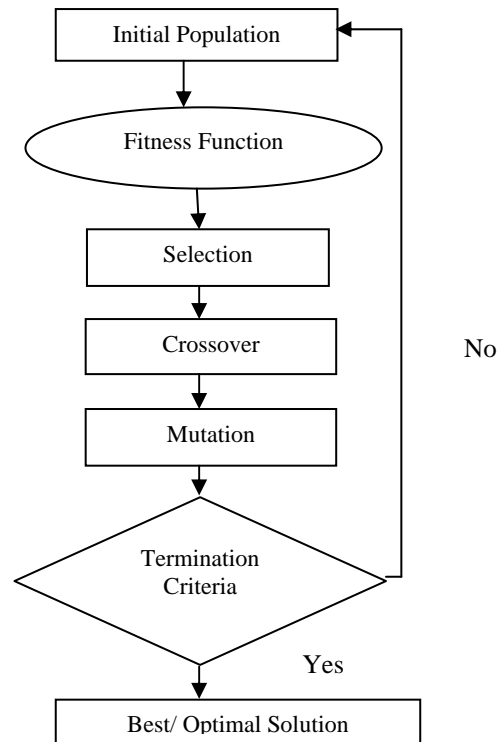 Initial Population
Fitness Function
Selection
Crossover
No
Mutation
Termination
Criteria
Yes
Best/ Optimal Solution